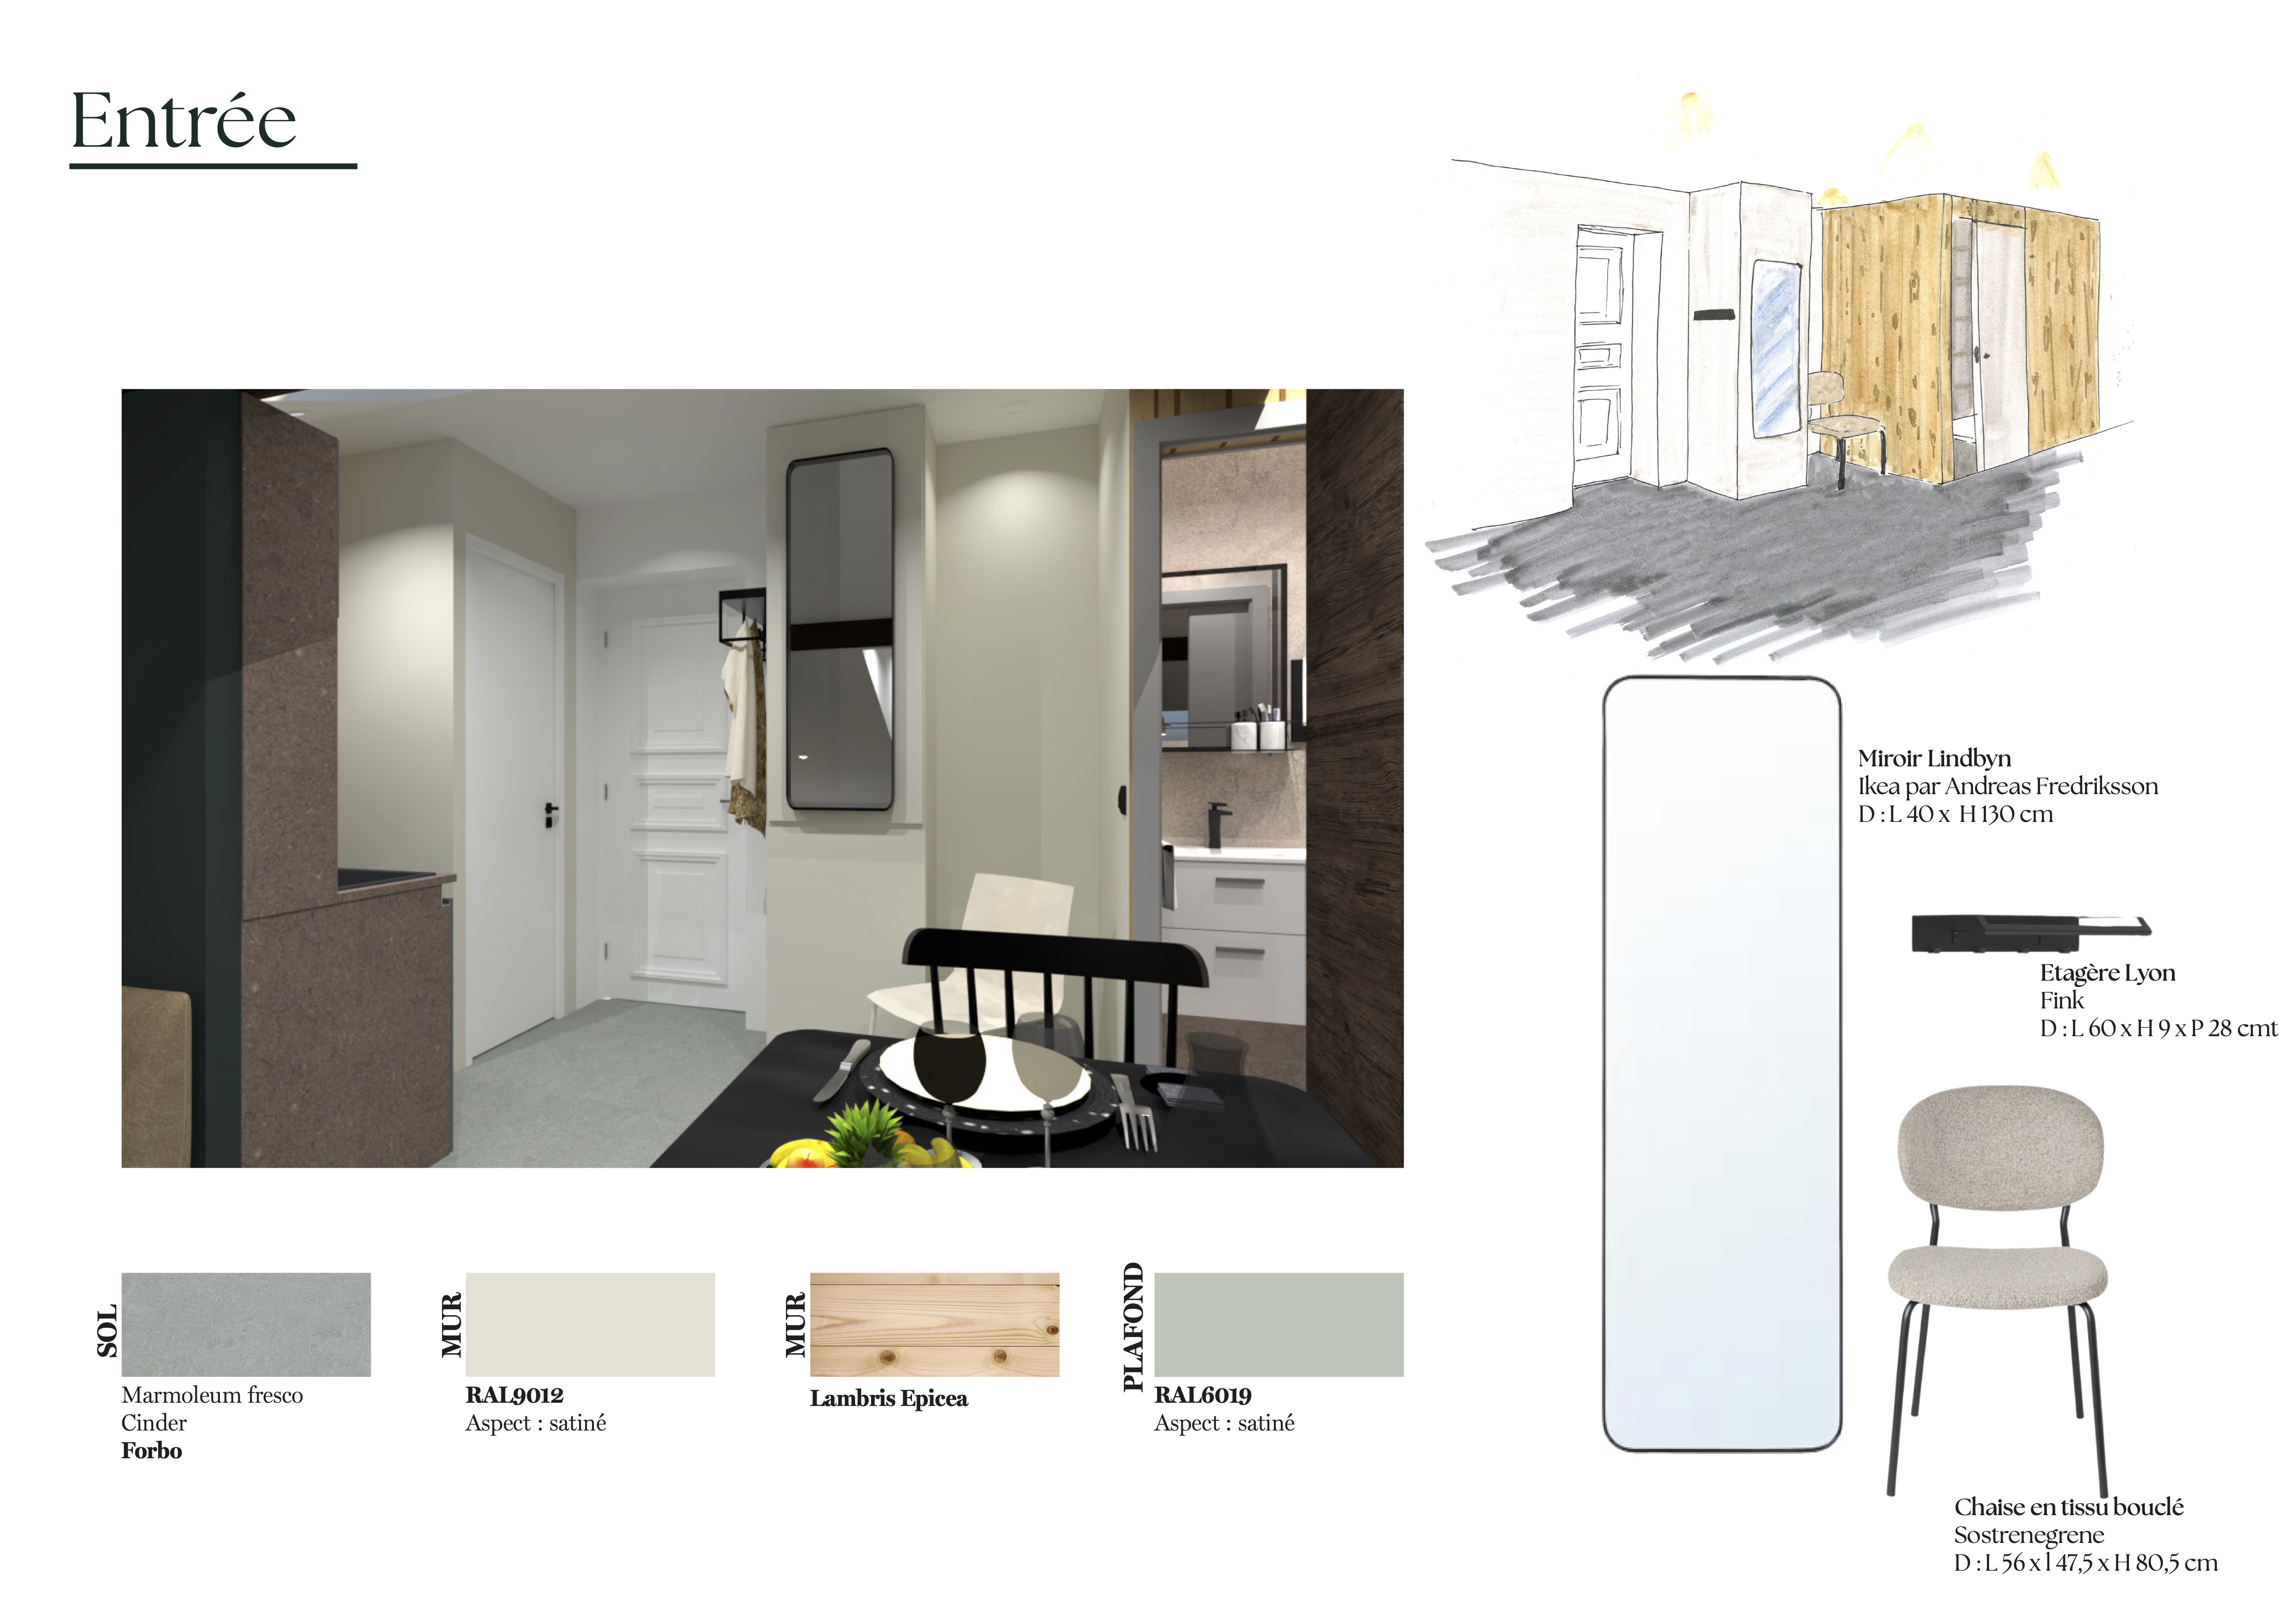 Entrée
Miroir Lindbyn
Ikea par Andreas Fredriksson
D : L 40 x H 130 cm
Etagère Lyon
Fink
D : L 60 x H 9 x P 28 cmt
Chaise en tissu bouclé
Sostrenegrene
D : L 56 x l 47,5 x H 80,5 cm
SOL
Marmoleum fresco
Cinder
Forbo
MUR
RAL9012
Aspect : satiné
MUR
Lambris Epicea
PLAFOND
RAL6019
Aspect : satiné